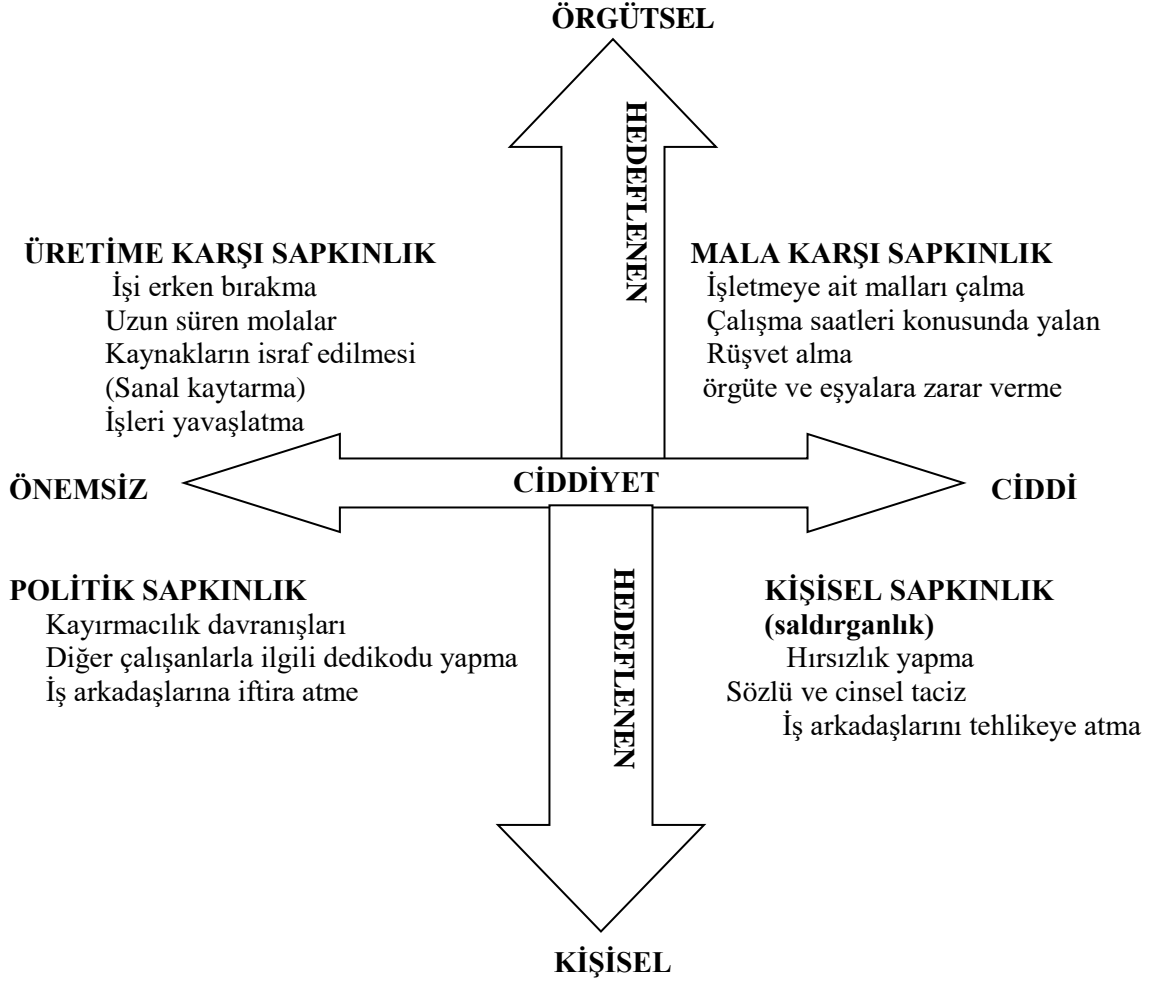 ÖRGÜTSEL
HEDEFLENEN
ÜRETİME KARŞI SAPKINLIK
İşi erken bırakma
Uzun süren molalar
Kaynakların israf edilmesi
(Sanal kaytarma)
İşleri yavaşlatma
MALA KARŞI SAPKINLIK
İşletmeye ait malları çalma
Çalışma saatleri konusunda yalan
Rüşvet alma
örgüte ve eşyalara zarar verme
ÖNEMSİZ
CİDDİYET
CİDDİ
POLİTİK SAPKINLIK
Kayırmacılık davranışları
Diğer çalışanlarla ilgili dedikodu yapma
İş arkadaşlarına iftira atme
HEDEFLENEN
KİŞİSEL SAPKINLIK
(saldırganlık)
Hırsızlık yapma
Sözlü ve cinsel taciz
İş arkadaşlarını tehlikeye atma
KİŞİSEL